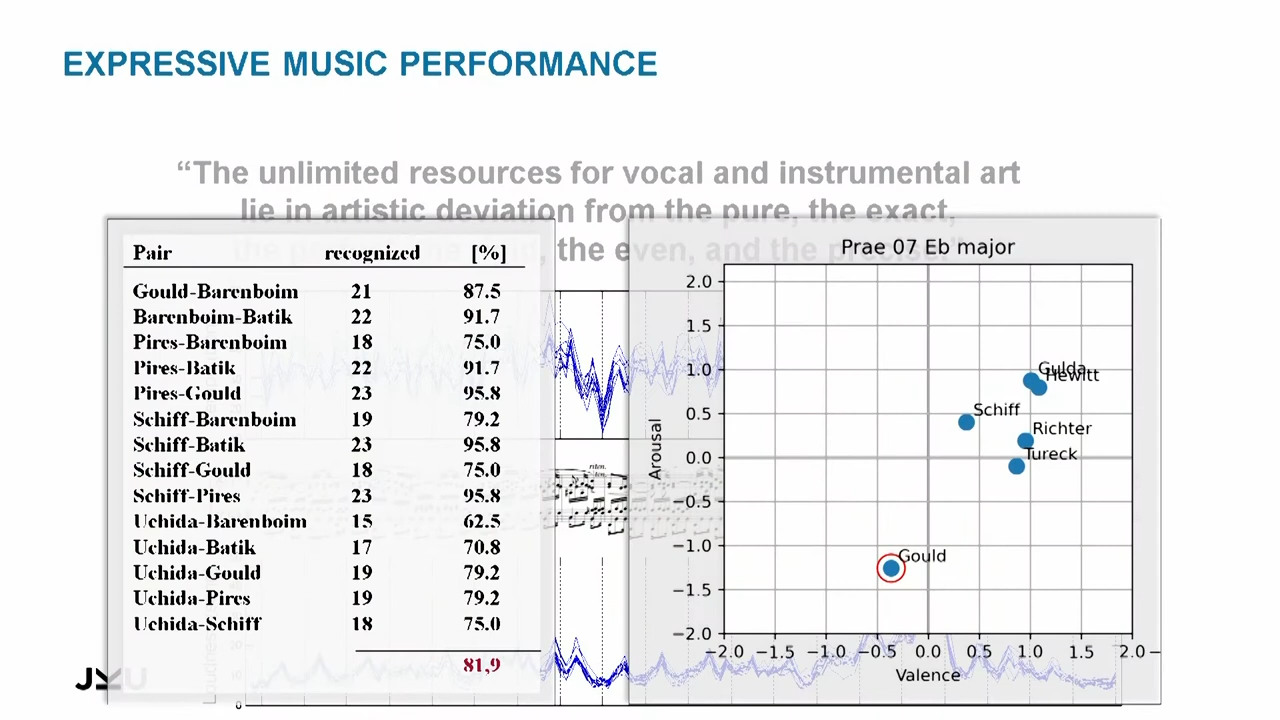 EXPRESSIVE MUSIC PERFORMANCE
“The unlimited resources for vocal and instrumental art
lie in artistic deviation from the pure, the exact,
the even, and the precise.”
Pair recognized [%]
Gould-Barenboim 21 87.5
Barenboim-Batik 22 91.7
Pires-Barenboim 18 75.0
Pires-Batik 22 91.7
Pires-Gould 23 95.8
Schiff-Barenboim 19 79.2
Schiff-Batik 23 95.8
Schiff-Gould 18 75.0
Schiff-Pires 23 95.8
Uchida-Barenboim 15 62.5
Uchida-Batik 17 70.8
Uchida-Gould 19 79.2
Uchida-Pires 19 79.2
Uchida-Schiff 18 75.0
81,9
Prae 07 Eb major
2.0
1.5
1.0
0.5
0.0
−0.5
−1.0
−1.5
−2.0
Arousal
Gulda
Hewitt
Schiff
Richter
Tureck
Gould
−2.0 −1.5 −1.0 −0.5 0.0 0.5 1.0 1.5 2.0
Valence
riten.
ten.
0
JKU